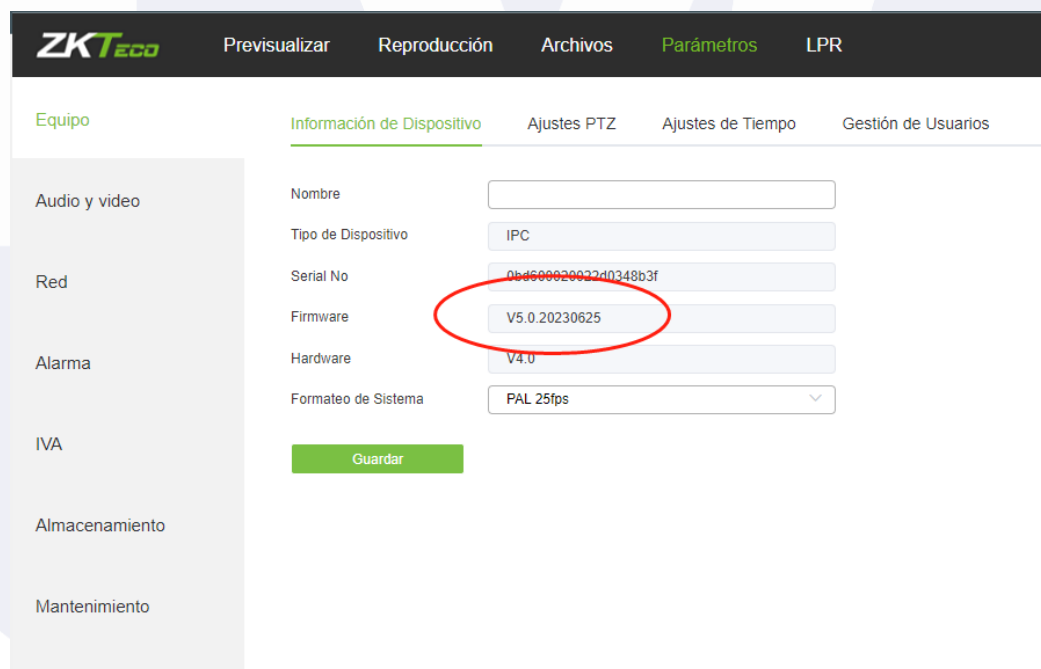 ZKTECO Previsualizar Reproducción Archivos Parámetros LPR
Equipo
Información de Dispositivo Ajustes PTZ Ajustes de Tiempo Gestión de Usuarios
Nombre
Audio y video
Tipo de Dispositivo IPC
Serial No 0bd600020022d0348b3f
Red
Firmware V5.0.20230625
Hardware V4.0
Alarma
Formateo de Sistema PAL 25fps
IVA
Guardar
Almacenamiento
Mantenimiento